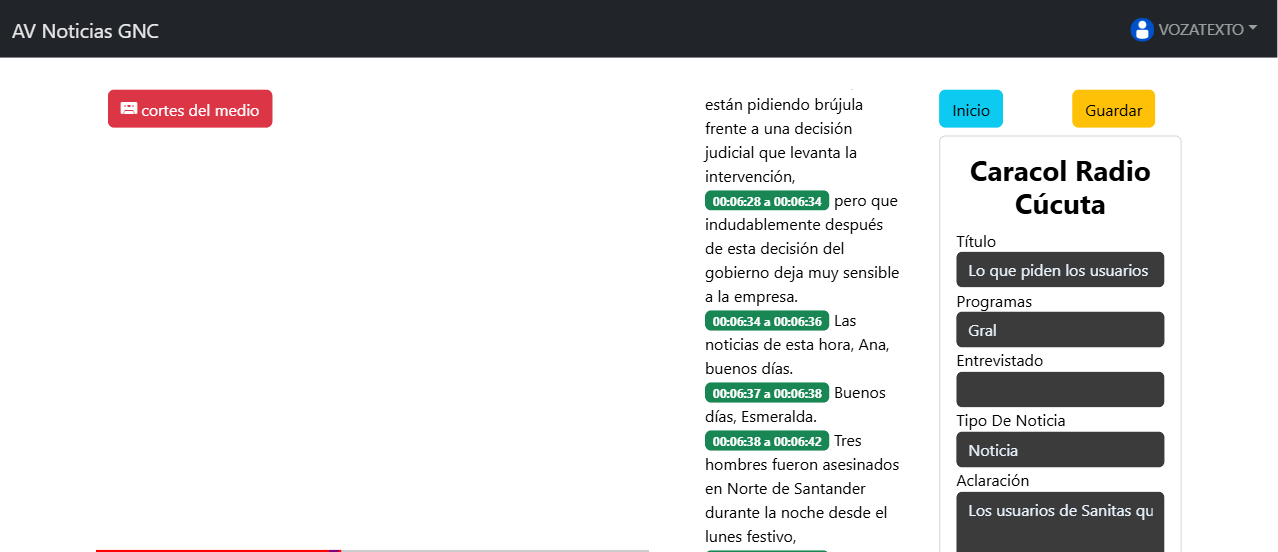 AV Noticias GNC
VOZATEXTO
cortes del medio
están pidiendo brújula
frente a una decisión
judicial que levanta la
intervención,
00:06:28 a 00:06:34 pero que
indudablemente después
de esta decisión del
gobierno deja muy sensible
a la empresa.
00:06:34 a 00:06:36 Las
noticias de esta hora, Ana,
buenos días.
00:06:37 a 00:06:38 Buenos
días, Esmeralda.
00:06:38 a 00:06:42 Tres
hombres fueron asesinados
en Norte de Santander
durante la noche desde el
lunes festivo,
Inicio
Guardar
Caracol Radio
Cúcuta
Título
Lo que piden los usuarios
Programas
Gral
Entrevistado
Tipo De Noticia
Noticia
Aclaración
Los usuarios de Sanitas qu